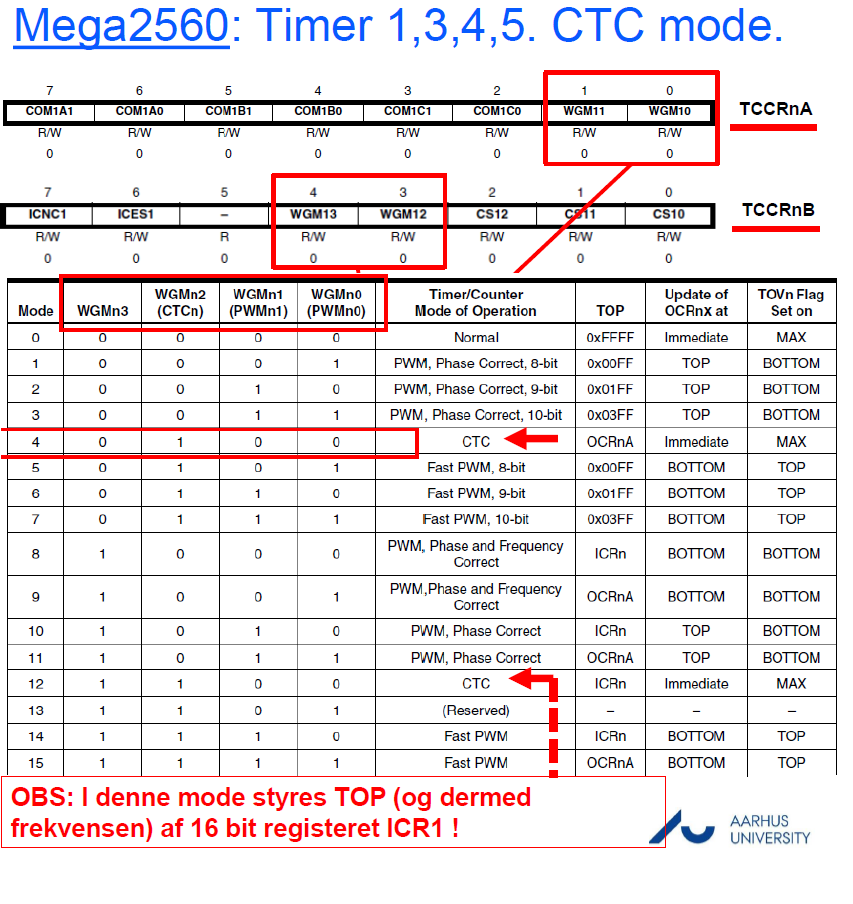 Mega2560: Timer 1,3,4,5. CTC mode.
7 6 5 4 3 2 1 0
COM1A1 COM1A0 COM1B1 COM1B0 COM1C1 COM1C0 WGM11 WGM10 TCCRnA
R/W R/W R/W R/W R/W R/W R/W R/W
0 0 0 0 0 0 0 0
7 6 5 4 3 2 1 0
ICNC1 ICES1 – WGM13 WGM12 CS12 CS11 CS10 TCCRnB
R/W R/W R R/W R/W R/W R/W R/W
0 0 0 0 0 0 0 0
Mode WGMn3 WGMn2 (CTCn) WGMn1 (PWMn1) WGMn0 (PWMn0) Timer/Counter Mode of Operation TOP Update of OCRnX at TOVn Flag Set on
0 0 0 0 0 Normal 0xFFFF Immediate MAX
1 0 0 0 1 PWM, Phase Correct, 8-bit 0x00FF TOP BOTTOM
2 0 0 1 0 PWM, Phase Correct, 9-bit 0x01FF TOP BOTTOM
3 0 0 1 1 PWM, Phase Correct, 10-bit 0x03FF TOP BOTTOM
4 0 1 0 0 CTC OCRnA Immediate MAX
5 0 1 0 1 Fast PWM, 8-bit 0x00FF BOTTOM TOP
6 0 1 1 0 Fast PWM, 9-bit 0x01FF BOTTOM TOP
7 0 1 1 1 Fast PWM, 10-bit 0x03FF BOTTOM TOP
8 1 0 0 0 PWM, Phase and Frequency Correct ICRn BOTTOM BOTTOM
9 1 0 0 1 PWM,Phase and Frequency Correct OCRnA BOTTOM BOTTOM
10 1 0 1 0 PWM, Phase Correct ICRn TOP BOTTOM
11 1 0 1 1 PWM, Phase Correct OCRnA TOP BOTTOM
12 1 1 0 0 CTC ICRn Immediate MAX
13 1 1 0 1 (Reserved) – – –
14 1 1 1 0 Fast PWM ICRn BOTTOM TOP
15 1 1 1 1 Fast PWM OCRnA BOTTOM TOP
OBS: I denne mode styres TOP (og dermed
frekvensen) af 16 bit registeret ICR1 !
AARHUS
UNIVERSITY